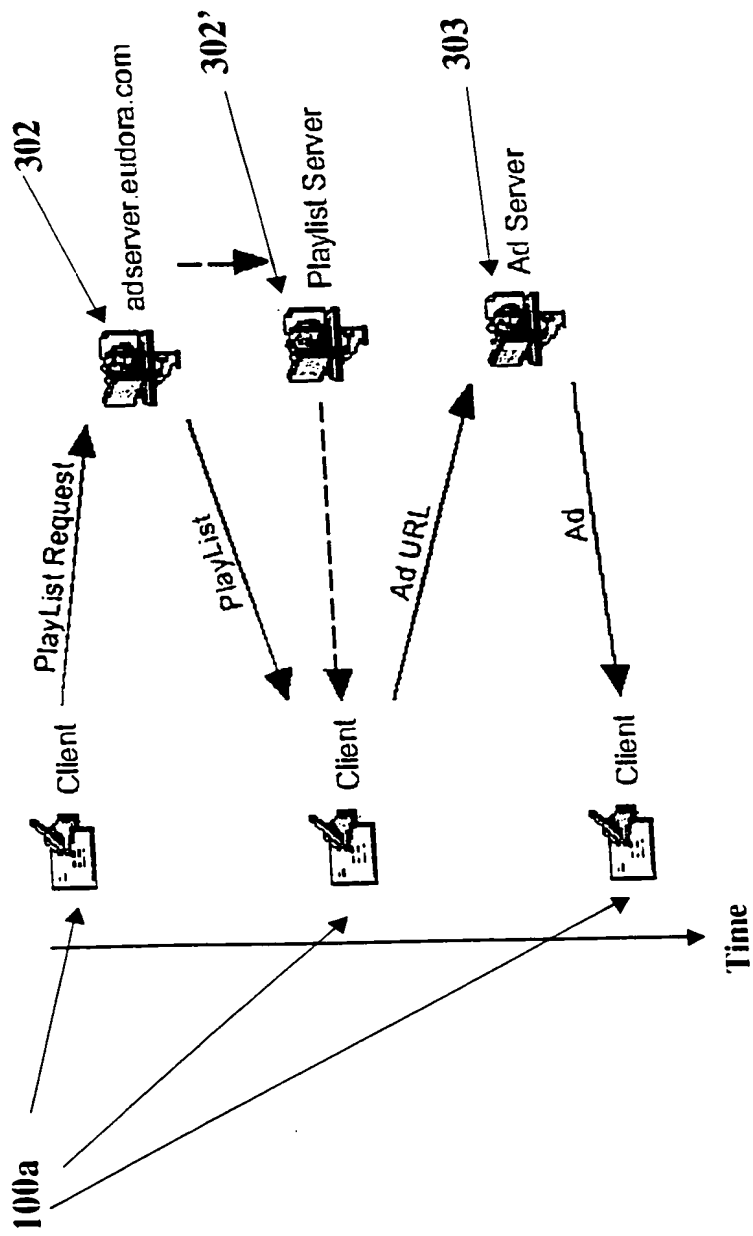 302
adserver.eudora.com
302’
Playlist Server
303
Ad Server
PlayList Request
PlayList
Ad URL
Ad
Client
Client
Client
100a
Time